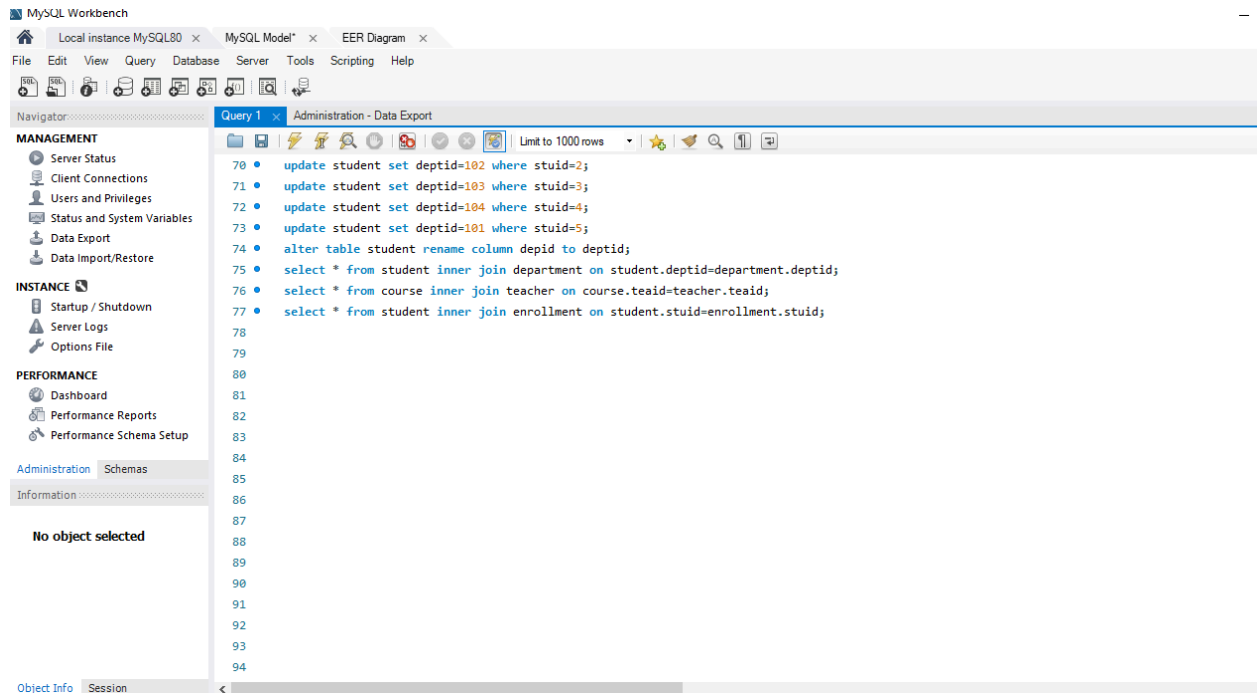 MySQL Workbench
Local instance MySQL80 × MySQL Model* × EER Diagram ×
File Edit View Query Database Server Tools Scripting Help
Navigator
Query 1 × Administration - Data Export
MANAGEMENT
Server Status
Client Connections
Users and Privileges
Status and System Variables
Data Export
Data Import/Restore
INSTANCE
Startup / Shutdown
Server Logs
Options File
PERFORMANCE
Dashboard
Performance Reports
Performance Schema Setup
Administration Schemas
Information
No object selected
Object Info Session
Limit to 1000 rows
70 update student set deptid=102 where stuid=2;
71 update student set deptid=103 where stuid=3;
72 update student set deptid=104 where stuid=4;
73 update student set deptid=101 where stuid=5;
74 alter table student rename column depid to deptid;
75 select * from student inner join department on student.deptid=department.deptid;
76 select * from course inner join teacher on course.teaid=teacher.teaid;
77 select * from student inner join enrollment on student.stuid=enrollment.stuid;
78
79
80
81
82
83
84
85
86
87
88
89
90
91
92
93
94